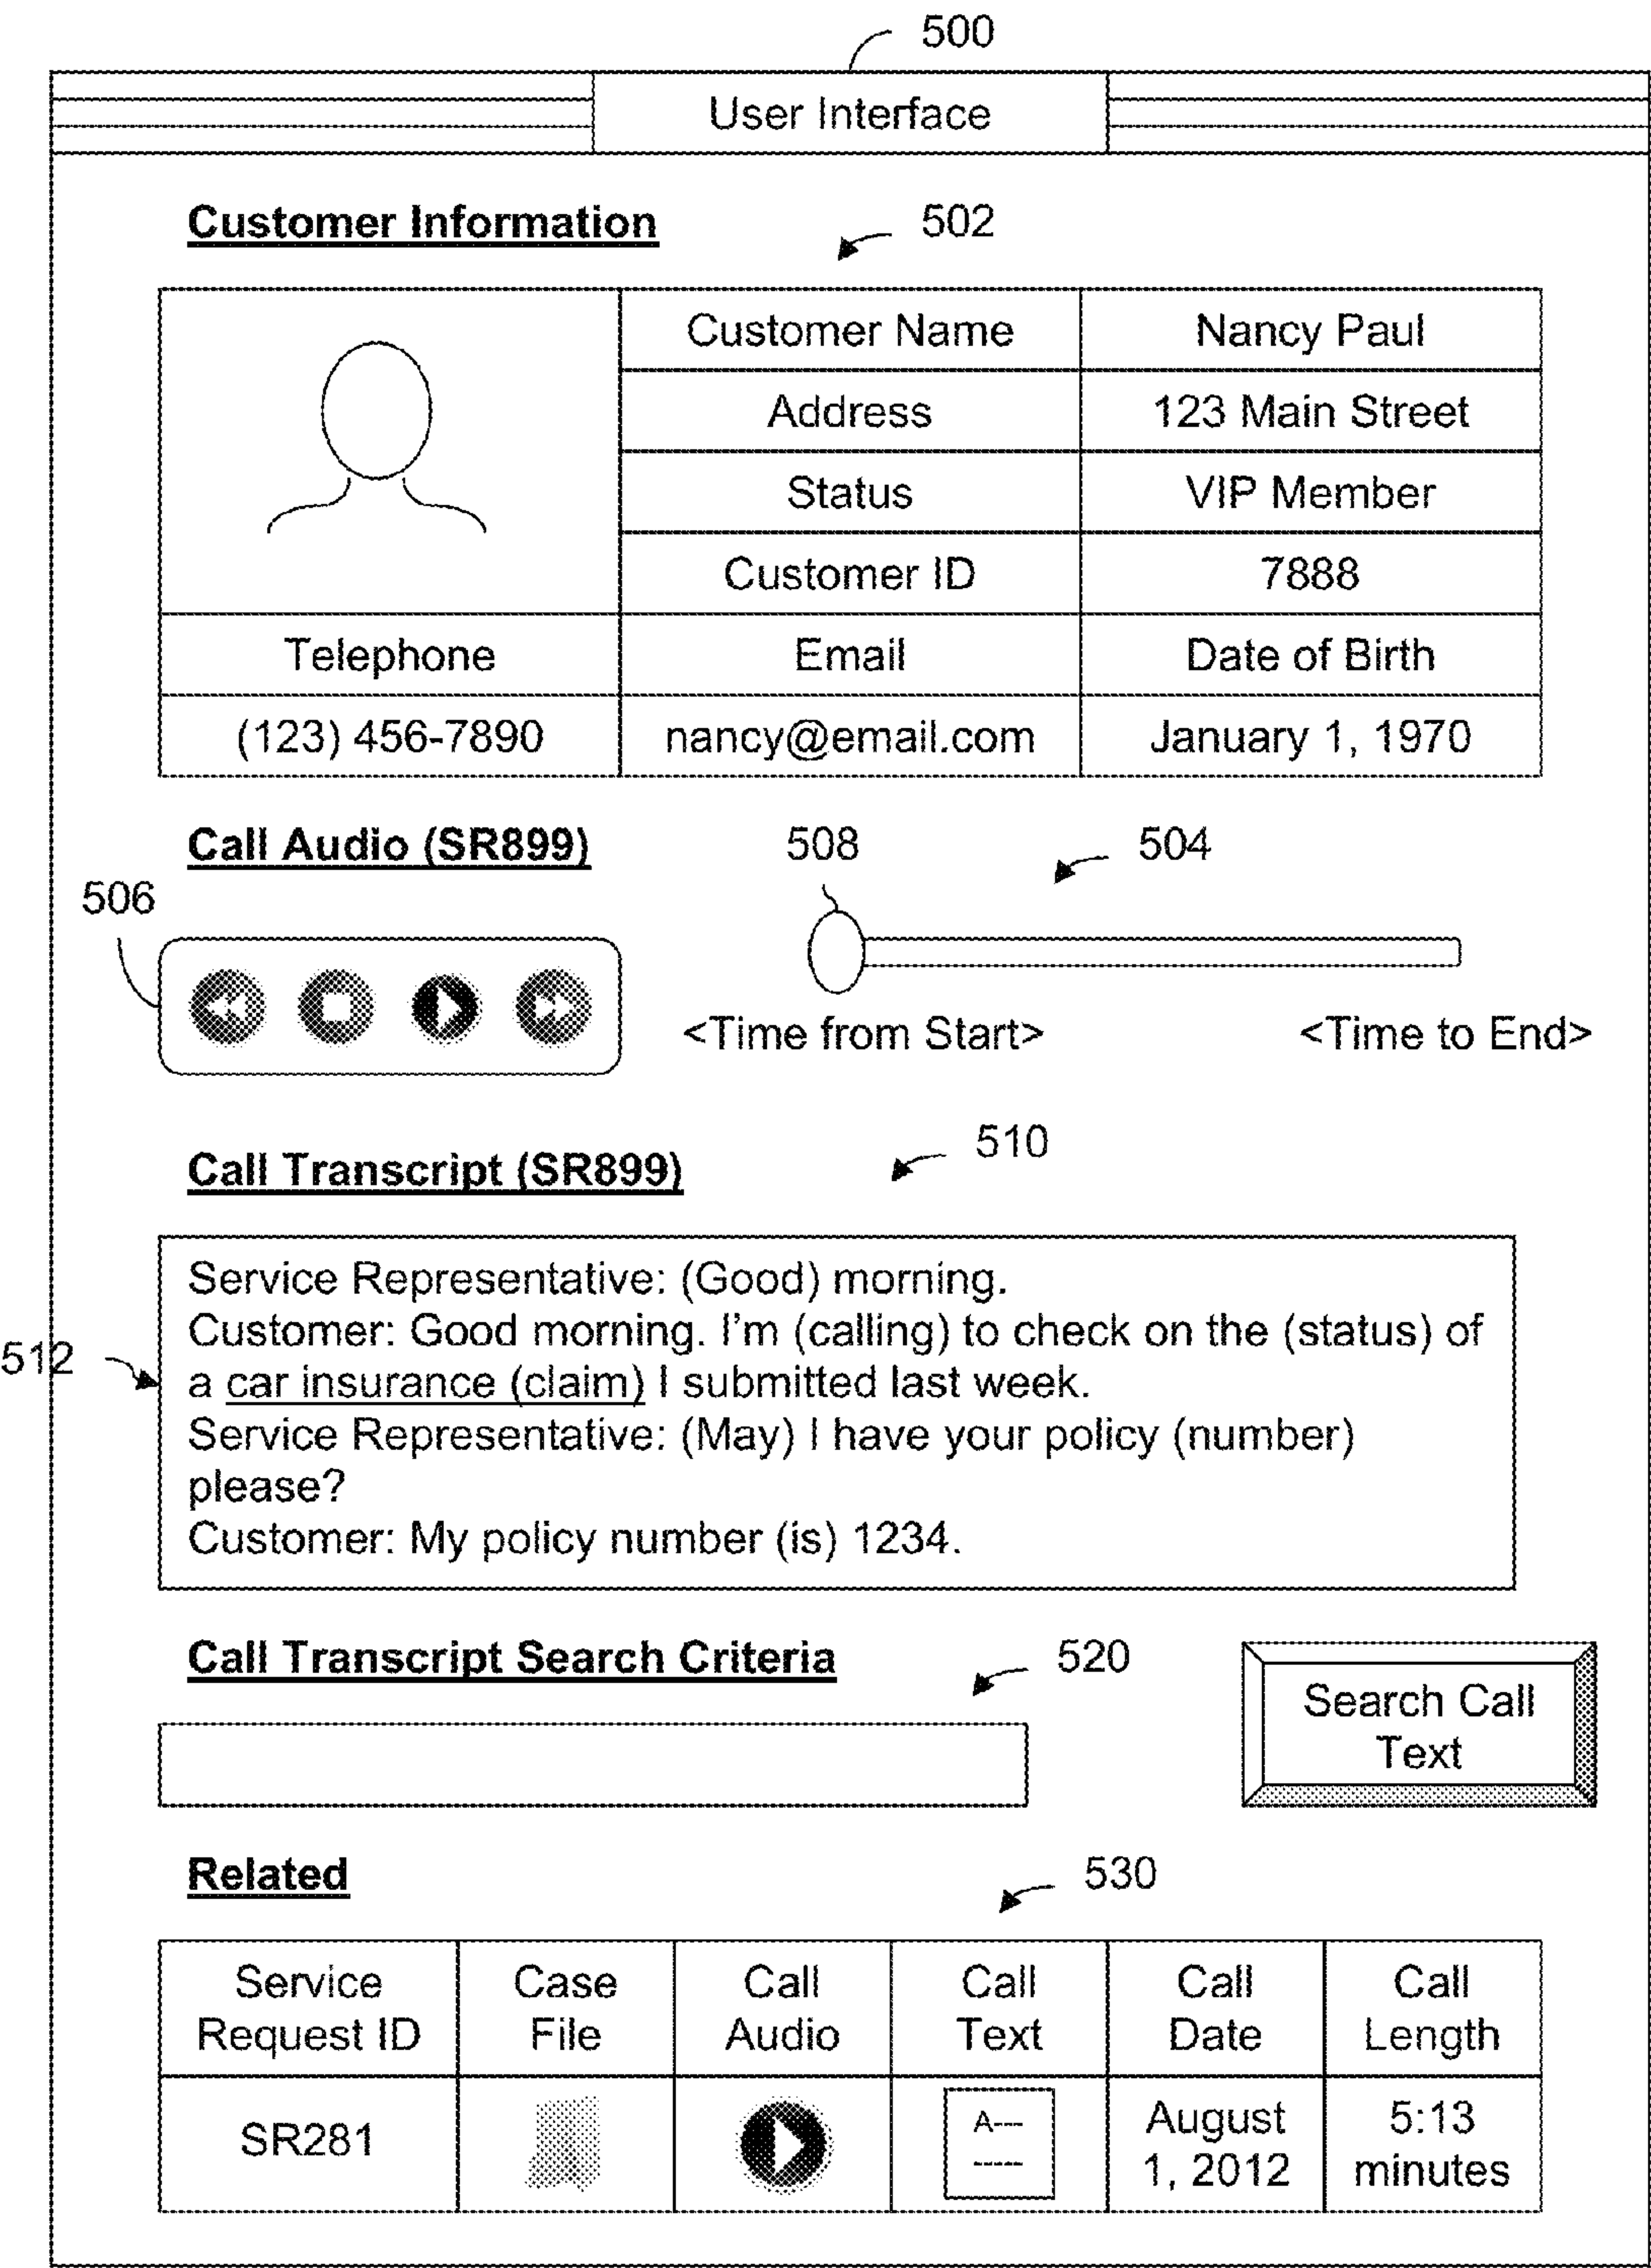 500
User Interface
Customer Information
502
Customer Name
Nancy Paul
Address
123 Main Street
Status
VIP Member
Customer ID
7888
Telephone
Email
Date of Birth
(123) 456-7890
nancy@email.com
January 1, 1970
Call Audio (SR899)
508
504
506
<Time from Start>
<Time to End>
Call Transcript (SR899)
510
512
Service Representative: (Good) morning.
Customer: Good morning. I'm (calling) to check on the (status) of
a car insurance (claim) I submitted last week.
Service Representative: (May) I have your policy (number)
please?
Customer: My policy number (is) 1234.
Call Transcript Search Criteria
520
Search Call
Text
Related
530
Service
Request ID
Case
File
Call
Audio
Call
Text
Call
Date
Call
Length
SR281
A---
-----
August
1, 2012
5:13
minutes